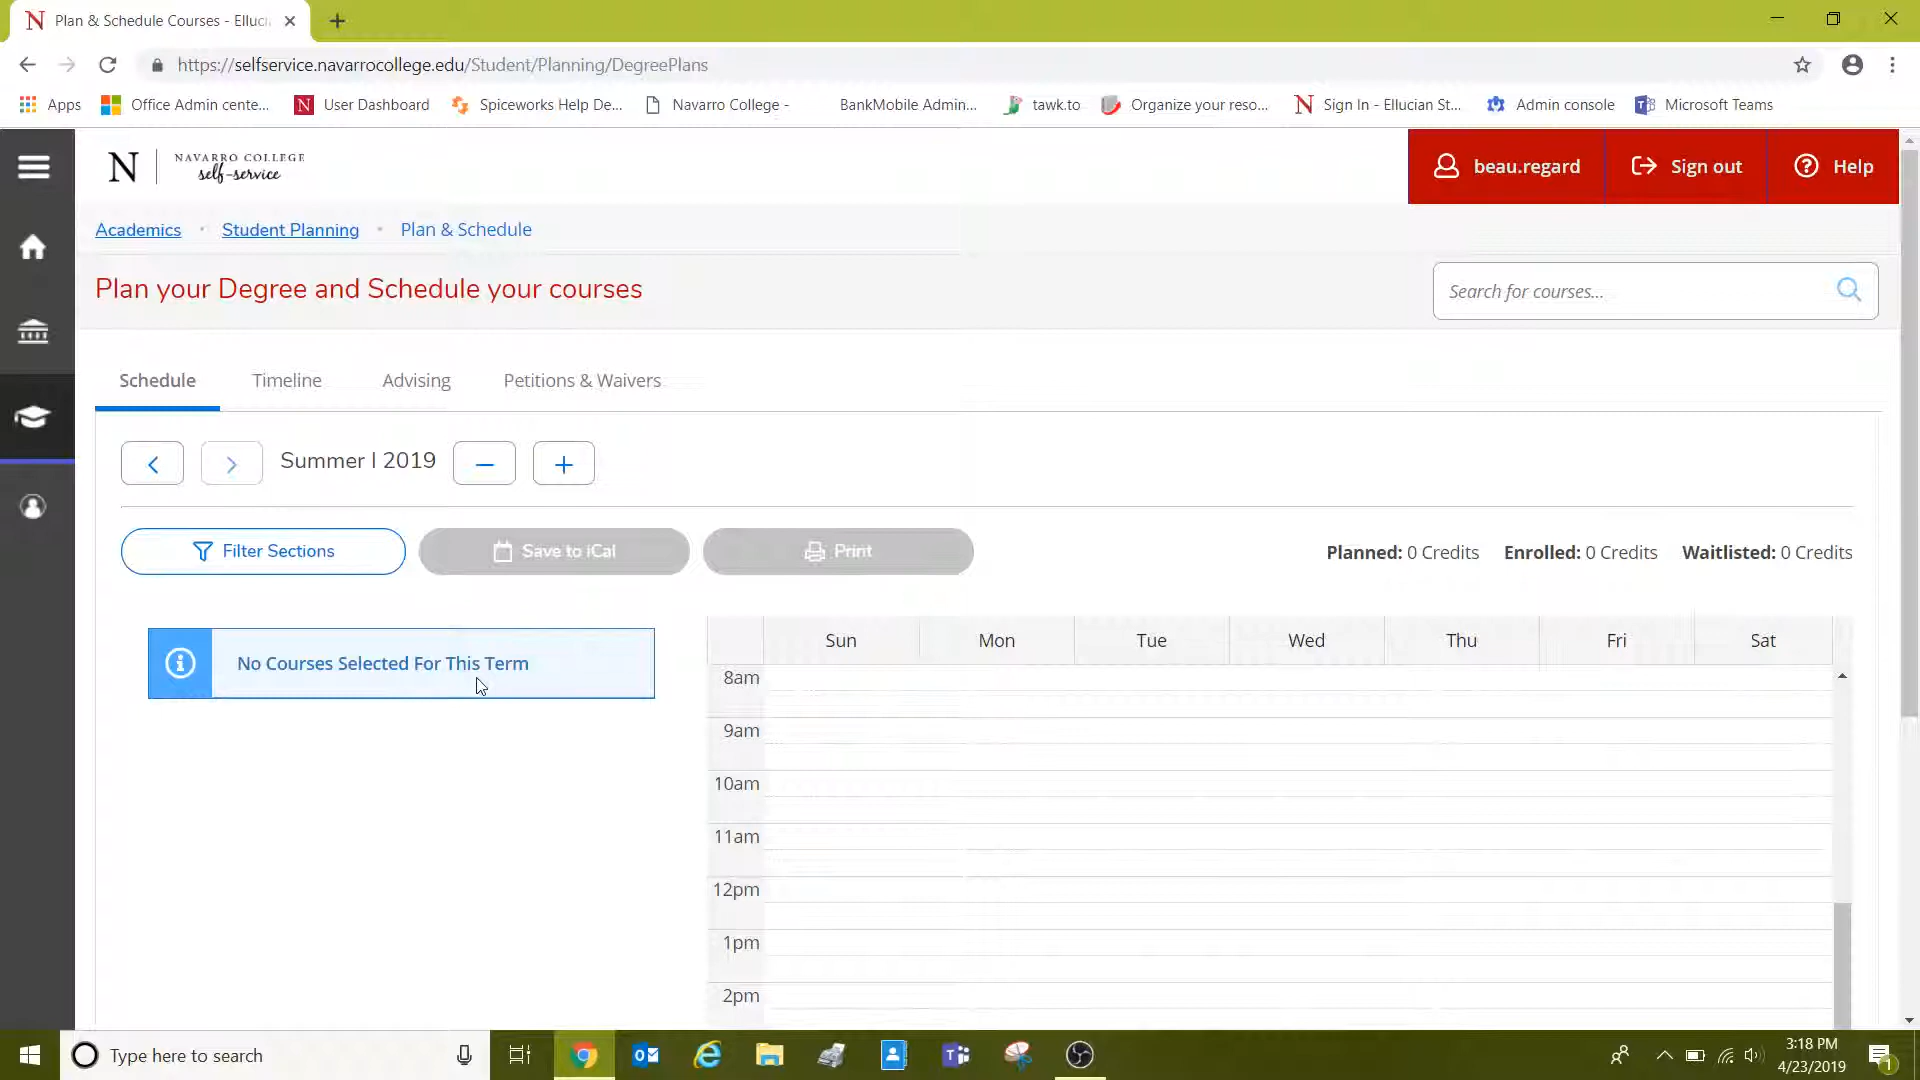 Plan & Schedule Courses - Elluci
https://selfservice.navarrocollege.edu/Student/Planning/DegreePlans
Apps
Office Admin cente...
User Dashboard
Spiceworks Help De...
Navarro College -
BankMobile Admin...
tawk.to
Organize your reso...
Sign In - Ellucian St...
Admin console
Microsoft Teams
N NAVARRO COLLEGE
self-service
beau.regard
Sign out
Help
Academics
Student Planning
Plan & Schedule
Plan your Degree and Schedule your courses
Search for courses...
Schedule
Timeline
Advising
Petitions & Waivers
Summer I 2019
Filter Sections
Save to iCal
Print
Planned: 0 Credits
Enrolled: 0 Credits
Waitlisted: 0 Credits
No Courses Selected For This Term
Sun
Mon
Tue
Wed
Thu
Fri
Sat
8am
9am
10am
11am
12pm
1pm
2pm
Type here to search
3:18 PM
4/23/2019
1